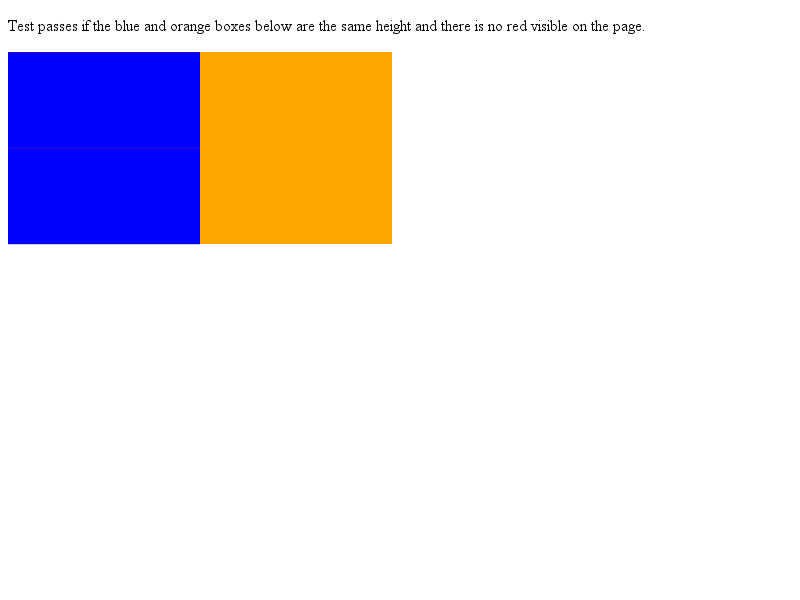 Test passes if the blue and orange boxes below are the same height and there is no red visible on the page.